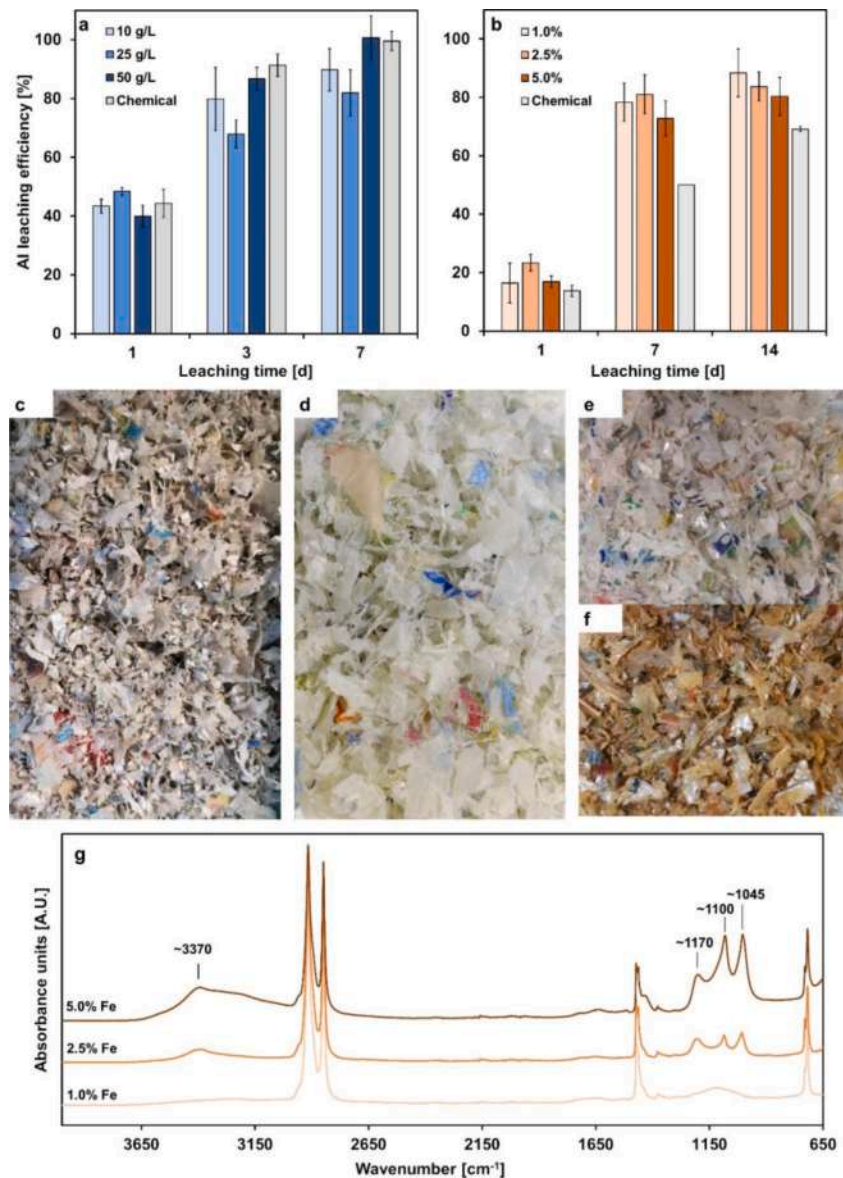 a
Al leaching efficiency [%]
100
80
60
40
20
0
10 g/L
25 g/L
50 g/L
Chemical
1
3
7
Leaching time [d]
b
100
80
60
40
20
0
1.0%
2.5%
5.0%
Chemical
1
7
14
Leaching time [d]
c
d
e
f
g
Absorbance units [A.U.]
~3370
~1170
~1100
~1045
5.0% Fe
2.5% Fe
1.0% Fe
3650
3150
2650
2150
1650
1150
650
Wavenumber [cm⁻¹]